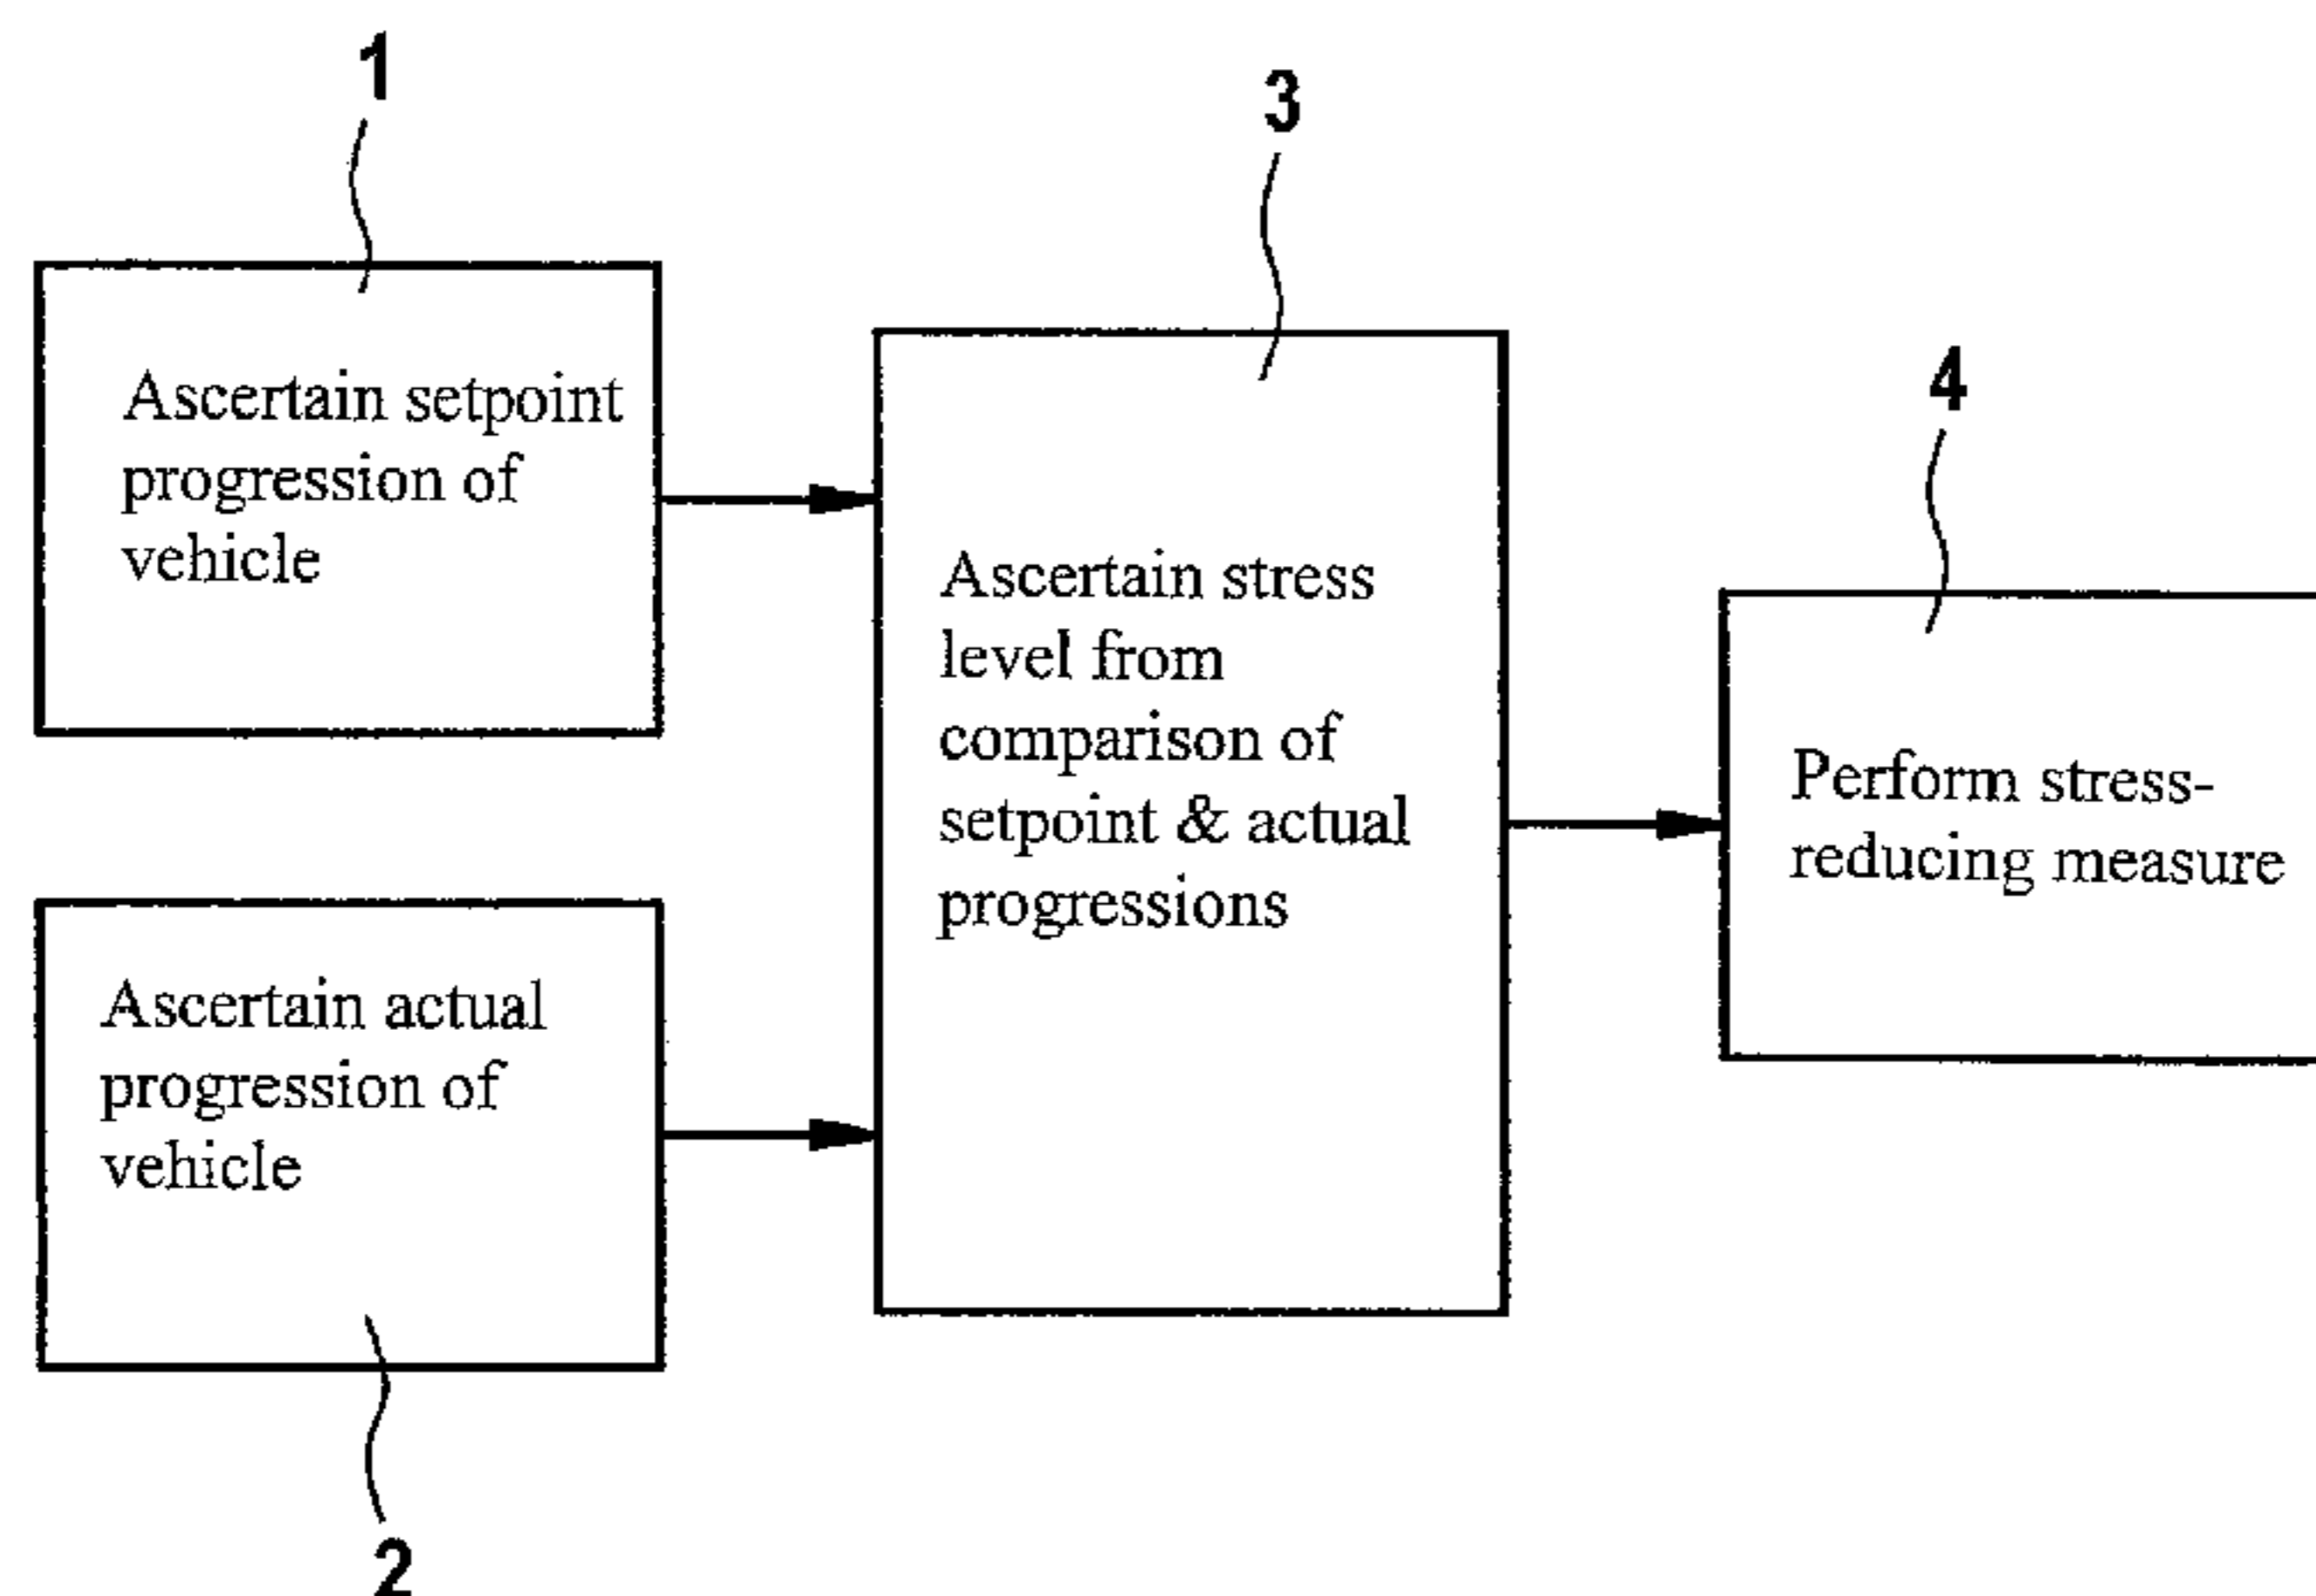 1
Ascertain setpoint
progression of
vehicle
2
Ascertain actual
progression of
vehicle
3
Ascertain stress
level from
comparison of
setpoint & actual
progressions
4
Perform stress-
reducing measure